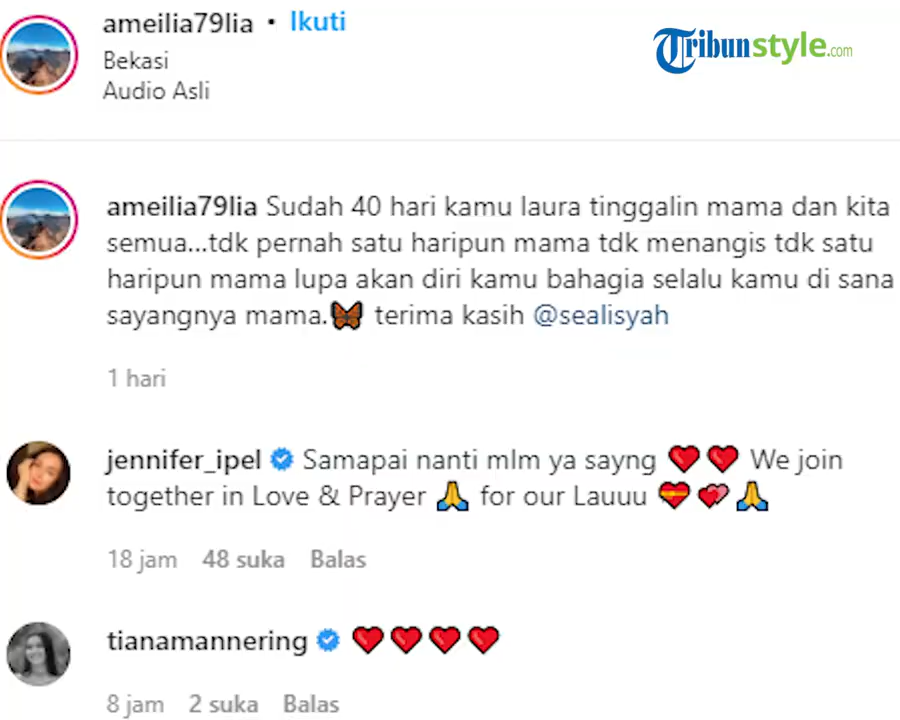 ameilia79lia • Ikuti
Tribunstyle.com
Bekasi
Audio Asli
ameilia79lia Sudah 40 hari kamu laura tinggalin mama dan kita
semua...tdk pernah satu haripun mama tdk menangis tdk satu
haripun mama lupa akan diri kamu bahagia selalu kamu di sana
sayangnya mama.🦋 terima kasih @sealisyah
1 hari
jennifer_ipel Samapai nanti mlm ya sayng ❤️❤️ We join
together in Love & Prayer 🙏 for our Lauuu 💝💞🙏
18 jam 48 suka Balas
tianamannering ❤️❤️❤️❤️
8 jam 2 suka Balas